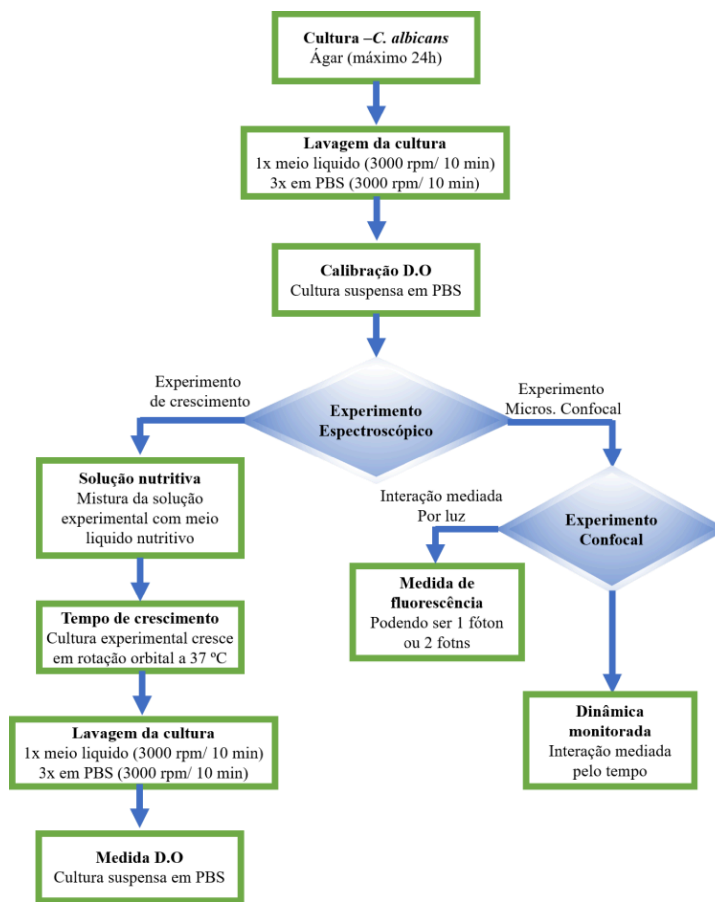 Cultura –C. albicans
Ágar (máximo 24h)
Lavagem da cultura
1x meio liquido (3000 rpm/ 10 min)
3x em PBS (3000 rpm/ 10 min)
Calibração D.O
Cultura suspensa em PBS
Experimento
de crescimento
Experimento
Espectroscópico
Experimento
Micros. Confocal
Solução nutritiva
Mistura da solução
experimental com meio
liquido nutritivo
Interação mediada
Por luz
Experimento
Confocal
Medida de
fluorescência
Podendo ser 1 fóton
ou 2 fotns
Tempo de crescimento
Cultura experimental cresce
em rotação orbital a 37 ºC
Dinâmica
monitorada
Interação mediada
pelo tempo
Lavagem da cultura
1x meio liquido (3000 rpm/ 10 min)
3x em PBS (3000 rpm/ 10 min)
Medida D.O
Cultura suspensa em PBS